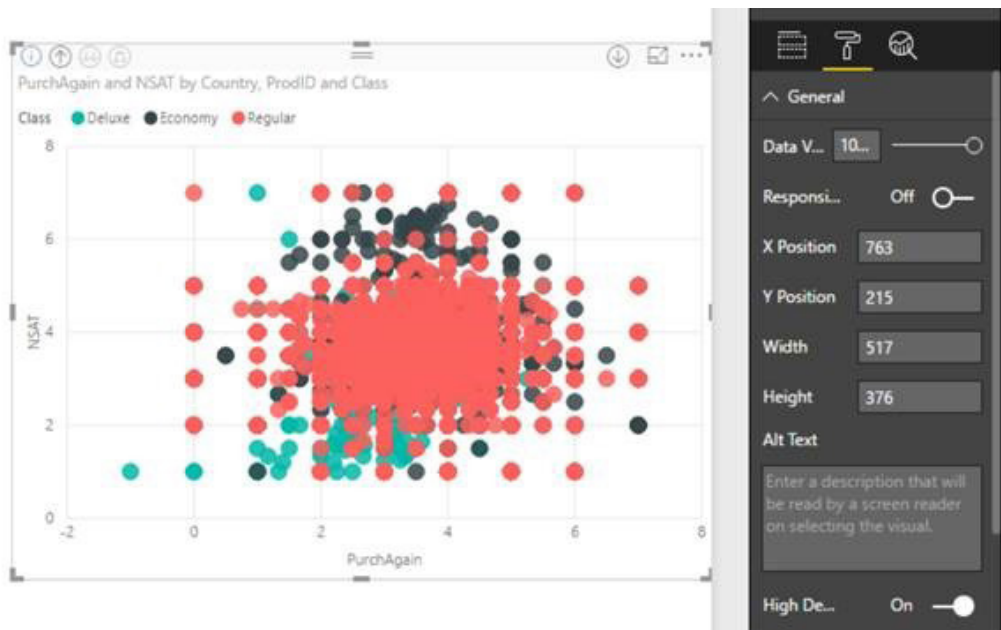 PurchAgain and NSAT by Country, ProdID and Class
Class Deluxe Economy Regular
8
6
4
2
0
NSAT
-2 0 2 4 6 8
PurchAgain
General
Data V... 10...
Responsi... Off
X Position 763
Y Position 215
Width 517
Height 376
Alt Text
Enter a description that will
be read by a screen reader
on selecting the visual.
High De... On